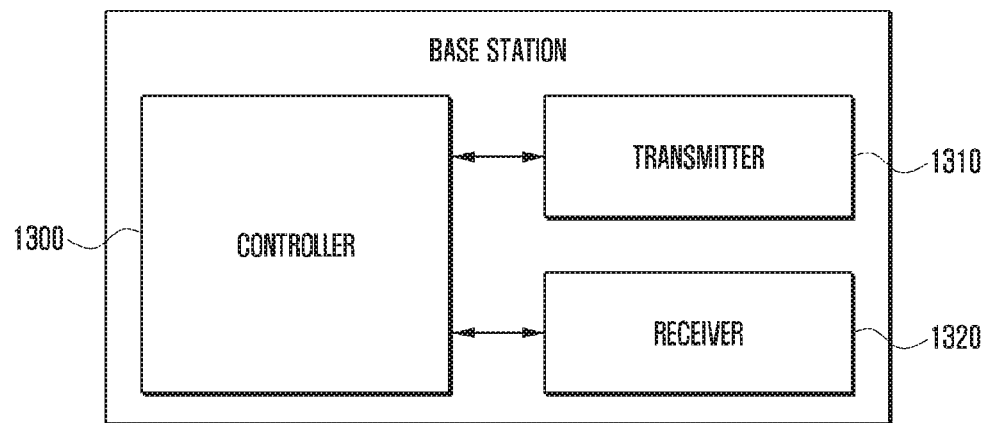 BASE STATION
TRANSMITTER
1310
1300
CONTROLLER
RECEIVER
1320